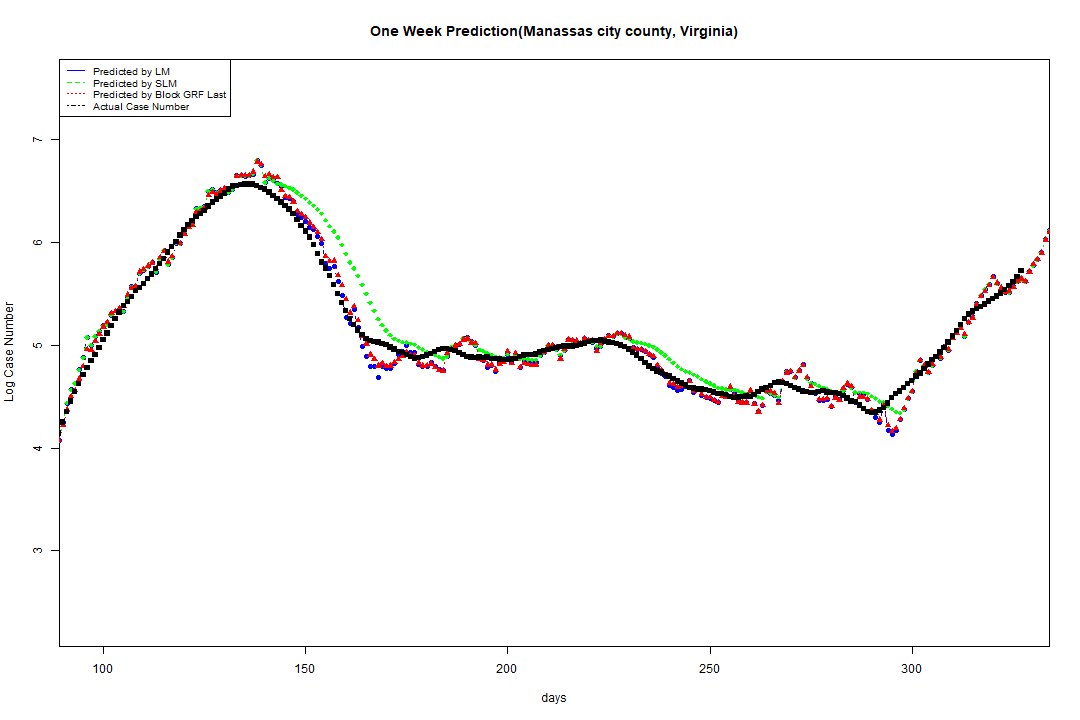 One Week Prediction(Manassas city county, Virginia)
Predicted by LM
Predicted by SLM
Predicted by Block GRF Last
Actual Case Number
Log Case Number
7
6
5
4
3
100 150 200 250 300
days